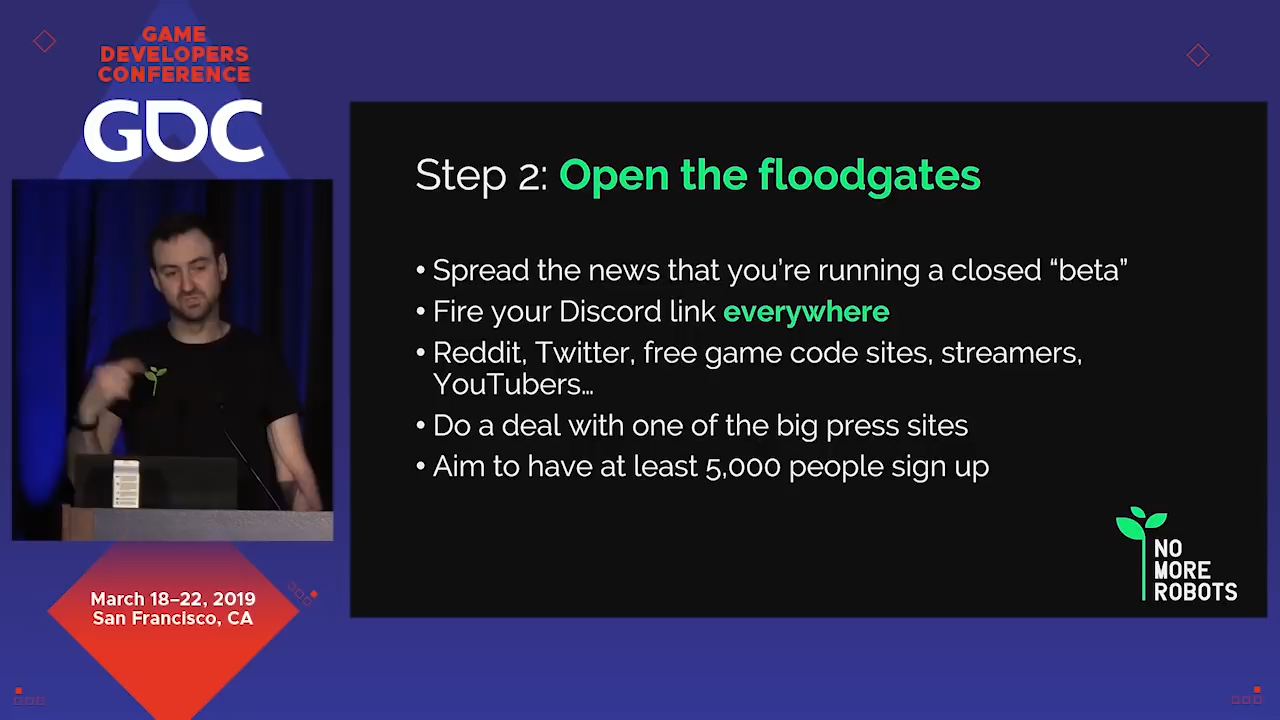 GAME
DEVELOPERS
CONFERENCE
GDC
Step 2: Open the floodgates
• Spread the news that you’re running a closed “beta”
• Fire your Discord link everywhere
• Reddit, Twitter, free game code sites, streamers,
YouTubers…
• Do a deal with one of the big press sites
• Aim to have at least 5,000 people sign up
NO
MORE
ROBOTS
March 18–22, 2019
San Francisco, CA